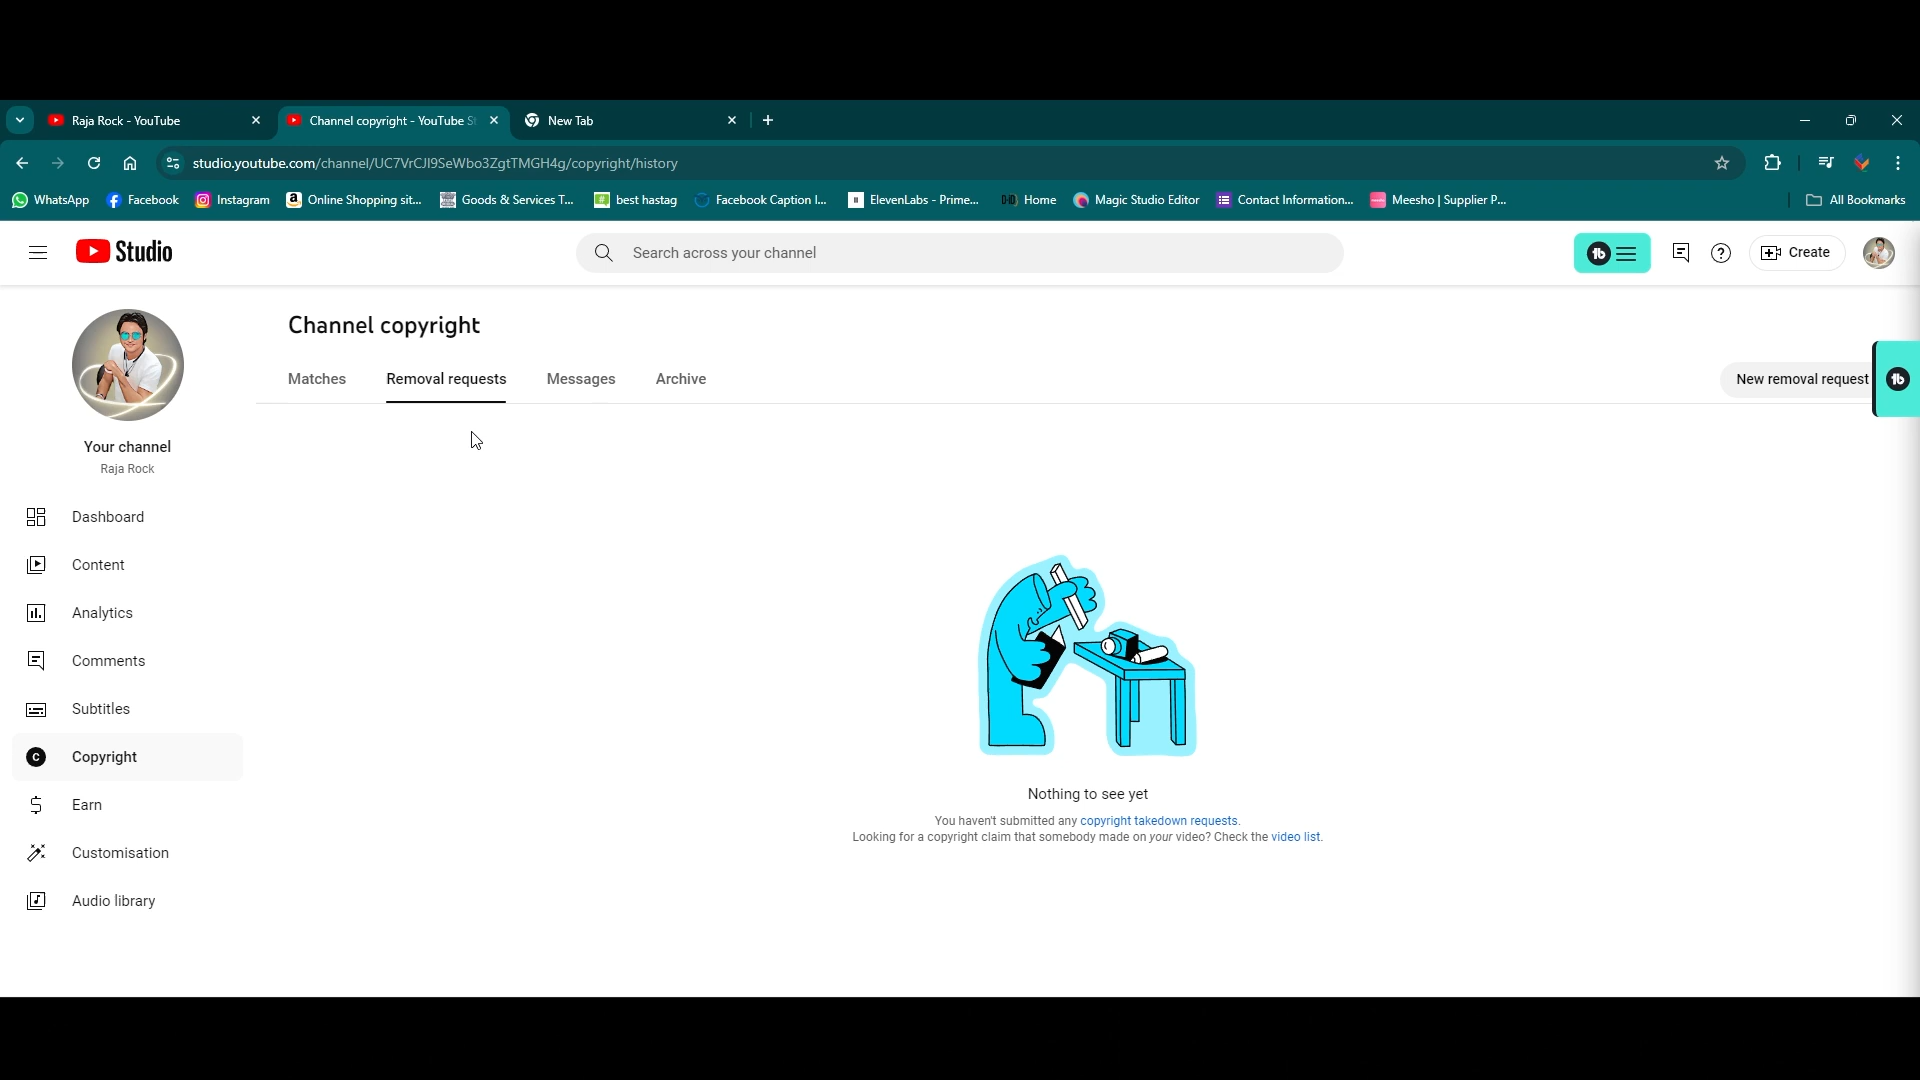 Raja Rock - YouTube
Channel copyright - YouTube S
New Tab
studio.youtube.com/channel/UC7VrCJI9SeWbo3ZgtTMGH4g/copyright/history
WhatsApp
Facebook
Instagram
Online Shopping sit...
Goods & Services T...
best hastag
Facebook Caption I...
ElevenLabs - Prime...
Home
Magic Studio Editor
Contact Information...
Meesho | Supplier P...
All Bookmarks
Studio
Search across your channel
Create
Channel copyright
Matches
Removal requests
Messages
Archive
New removal request
Your channel
Raja Rock
Dashboard
Content
Analytics
Comments
Subtitles
Copyright
Earn
Customisation
Audio library
Nothing to see yet
You haven't submitted any copyright takedown requests.
Looking for a copyright claim that somebody made on your video? Check the video list.